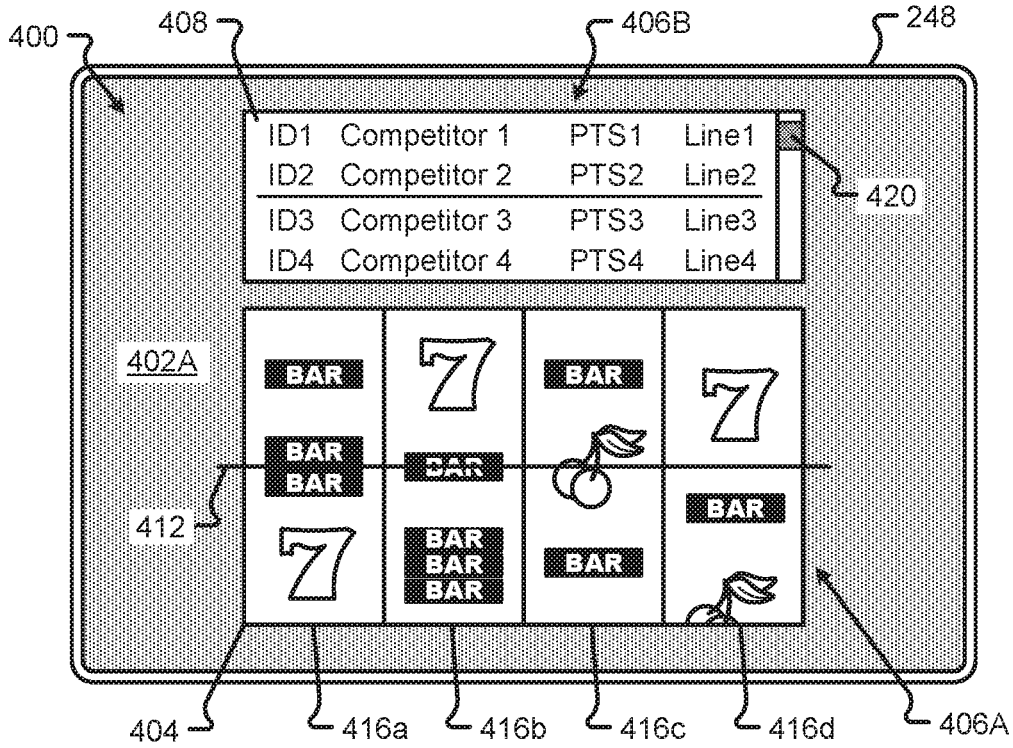 400
408
406B
248
ID1 Competitor 1 PTS1 Line1
ID2 Competitor 2 PTS2 Line2
ID3 Competitor 3 PTS3 Line3
ID4 Competitor 4 PTS4 Line4
420
402A
BAR
7
BAR
7
BAR
BAR
BAR
412
BAR
7
BAR
BAR
BAR
BAR
404
416a
416b
416c
416d
406A